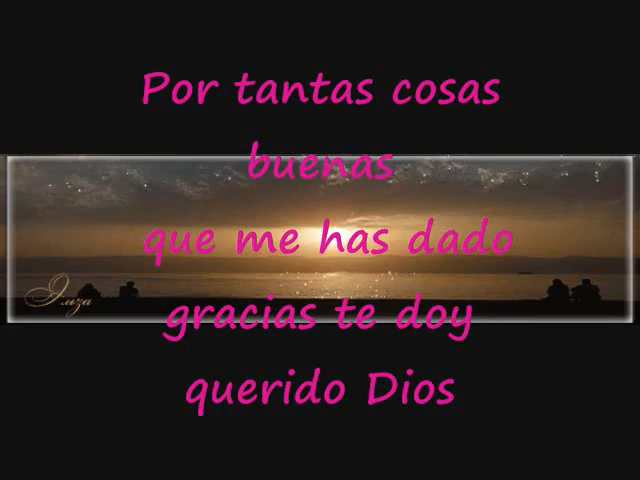 Por tantas cosas
buenas
que me has dado
gracias te doy
querido Dios